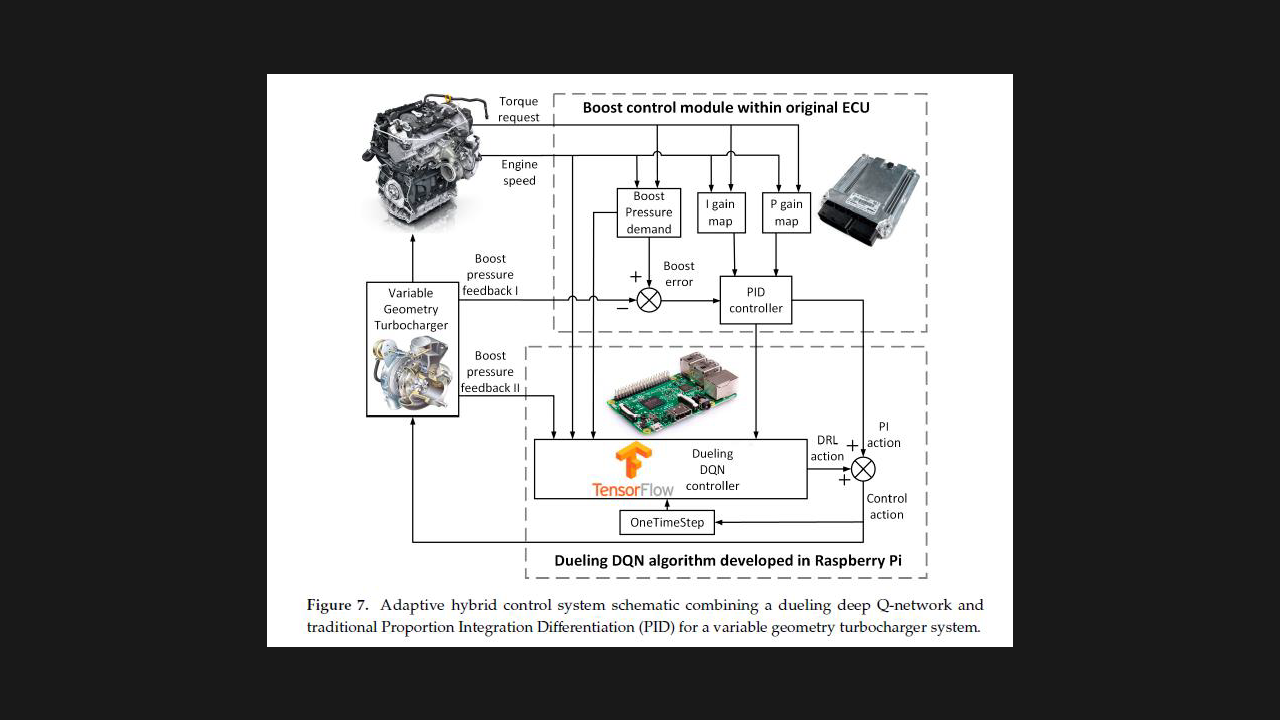 Torque
request
Boost control module within original ECU
Engine
speed
Boost
Pressure
demand
I gain
map
P gain
map
Boost
pressure
feedback I
+
Boost
error
−
PID
controller
Variable
Geometry
Turbocharger
Boost
pressure
feedback II
TensorFlow
Dueling
DQN
controller
DRL
action
+
PI
action
+
Control
action
OneTimeStep
Dueling DQN algorithm developed in Raspberry Pi
Figure 7. Adaptive hybrid control system schematic combining a dueling deep Q-network and
traditional Proportion Integration Differentiation (PID) for a variable geometry turbocharger system.